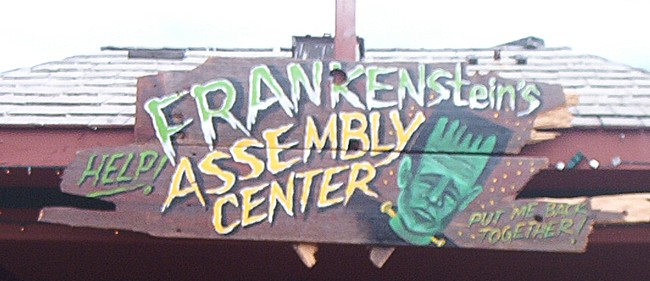 FRANKENstein's
HELP! ASSEMBLY
CENTER
PUT ME BACK
TOGETHER!